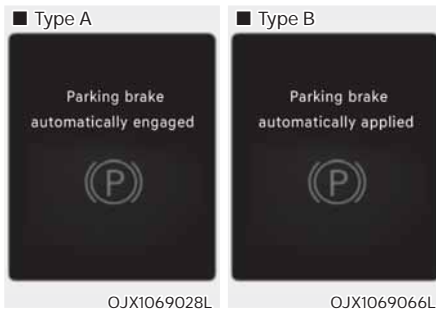 ■ Type A
Parking brake
automatically engaged
(P)
OJX1069028L
■ Type B
Parking brake
automatically applied
(P)
OJX1069066L